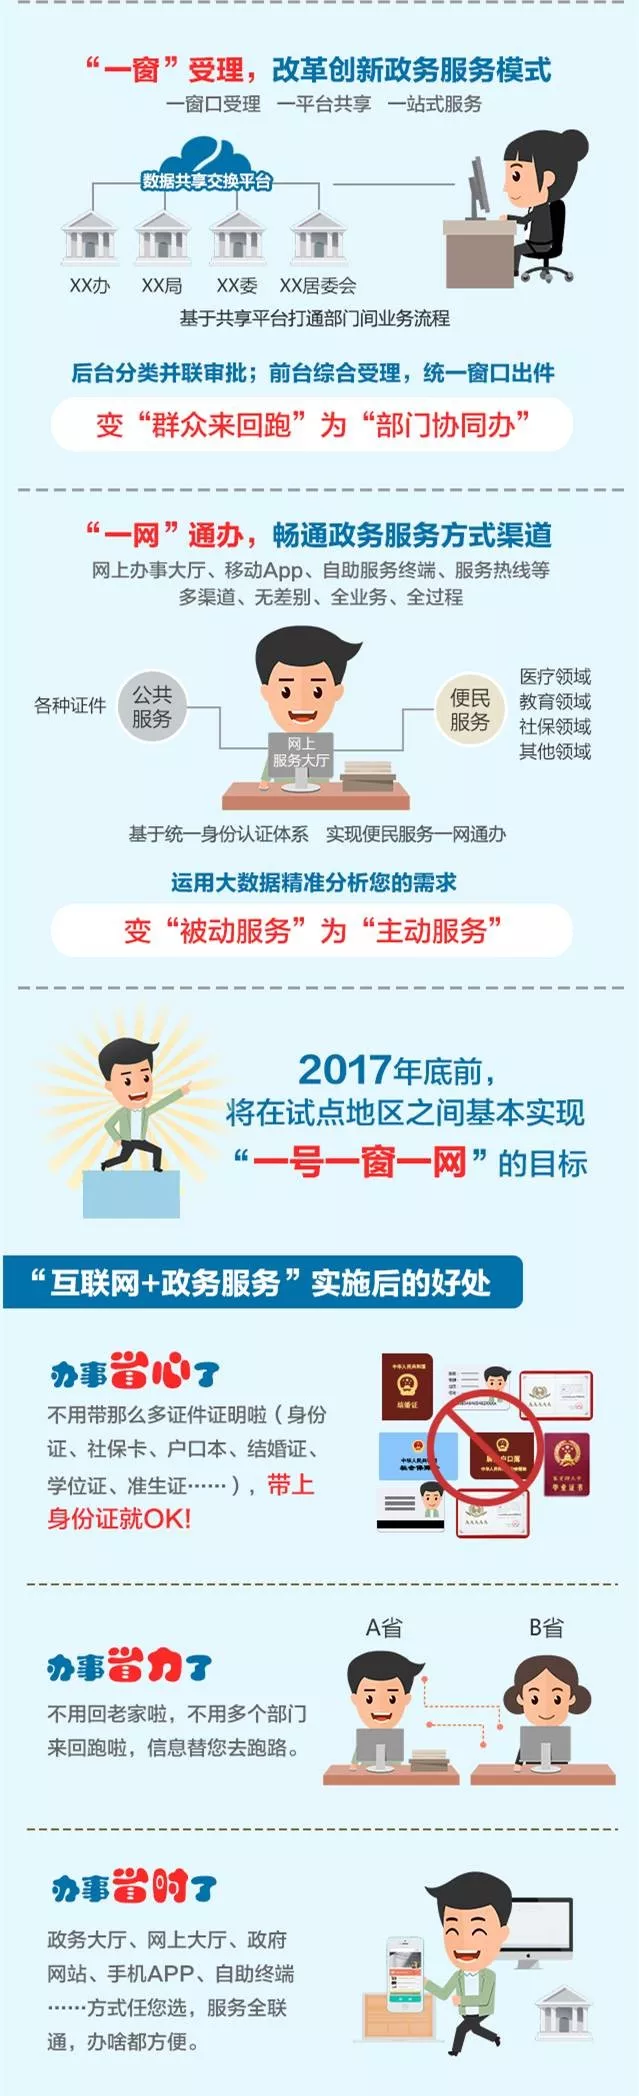 “一窗”受理，改革创新政务服务模式
一窗口受理 一平台共享 一站式服务
数据共享交换平台
XX办 XX局 XX委 XX居委会
基于共享平台打通部门间业务流程
后台分类并联审批；前台综合受理，统一窗口出件
变“群众来回跑”为“部门协同办”
“一网”通办，畅通政务服务方式渠道
网上办事大厅、移动App、自助服务终端、服务热线等
多渠道、无差别、全业务、全过程
各种证件
公共
服务
网上
服务大厅
便民
服务
医疗领域
教育领域
社保领域
其他领域
基于统一身份认证体系 实现便民服务一网通办
运用大数据精准分析您的需求
变“被动服务”为“主动服务”
2017年底前，
将在试点地区之间基本实现
“一号一窗一网”的目标
“互联网+政务服务”实施后的好处
办事省心了
不用带那么多证件证明啦（身份
证、社保卡、户口本、结婚证、
学位证、准生证……），带上
身份证就OK!
中华人民共和国
结婚证
毕业证书
办事省力了
不用回老家啦，不用多个部门
来回跑啦，信息替您去跑路。
A省 B省
办事省时了
政务大厅、网上大厅、政府
网站、手机APP、自助终端
……方式任您选，服务全联
通，办啥都方便。